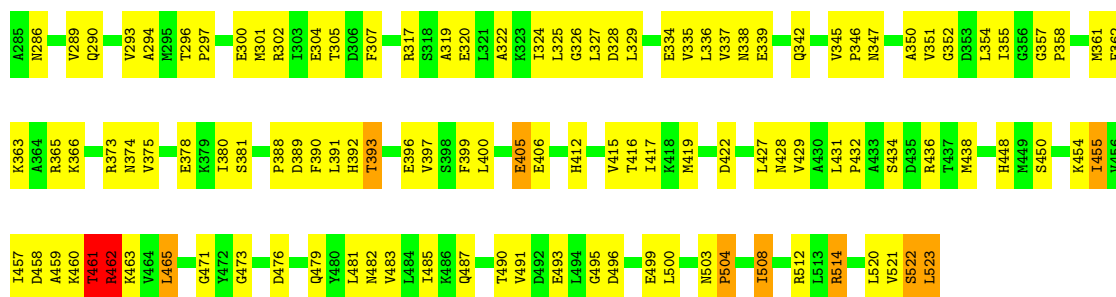 A285 N286 V289 Q290 V293 A294 M295 T296 P297 E300 M301 R302 I303 E304 T305 D306 F307 R317 S318 A319 E320 L321 A322 K323 I324 L325 G326 L327 D328 L329 E334 V335 L336 V337 N338 E339 Q342 V345 P346 N347 A350 V351 G352 D353 L354 I355 G356 G357 P358 M361
K363 A364 R365 K366 R373 N374 V375 E378 K379 I380 S381 P388 D389 F390 L391 H392 T393 E396 V397 S398 F399 L400 E405 E406 H412 V415 T416 I417 K418 M419 D422 L427 N428 V429 A430 L431 P432 A433 S434 D435 R436 T437 M438 H448 M449 S450 K454 I455
I457 D458 A459 K460 T461 R462 K463 V464 L465 G471 Y472 G473 D476 Q479 Y480 L481 N482 V483 L484 I485 K486 Q487 T490 V491 D492 E493 L494 G495 D496 E499 L500 N503 P504 I508 R512 L513 R514 L520 V521 S522 L523